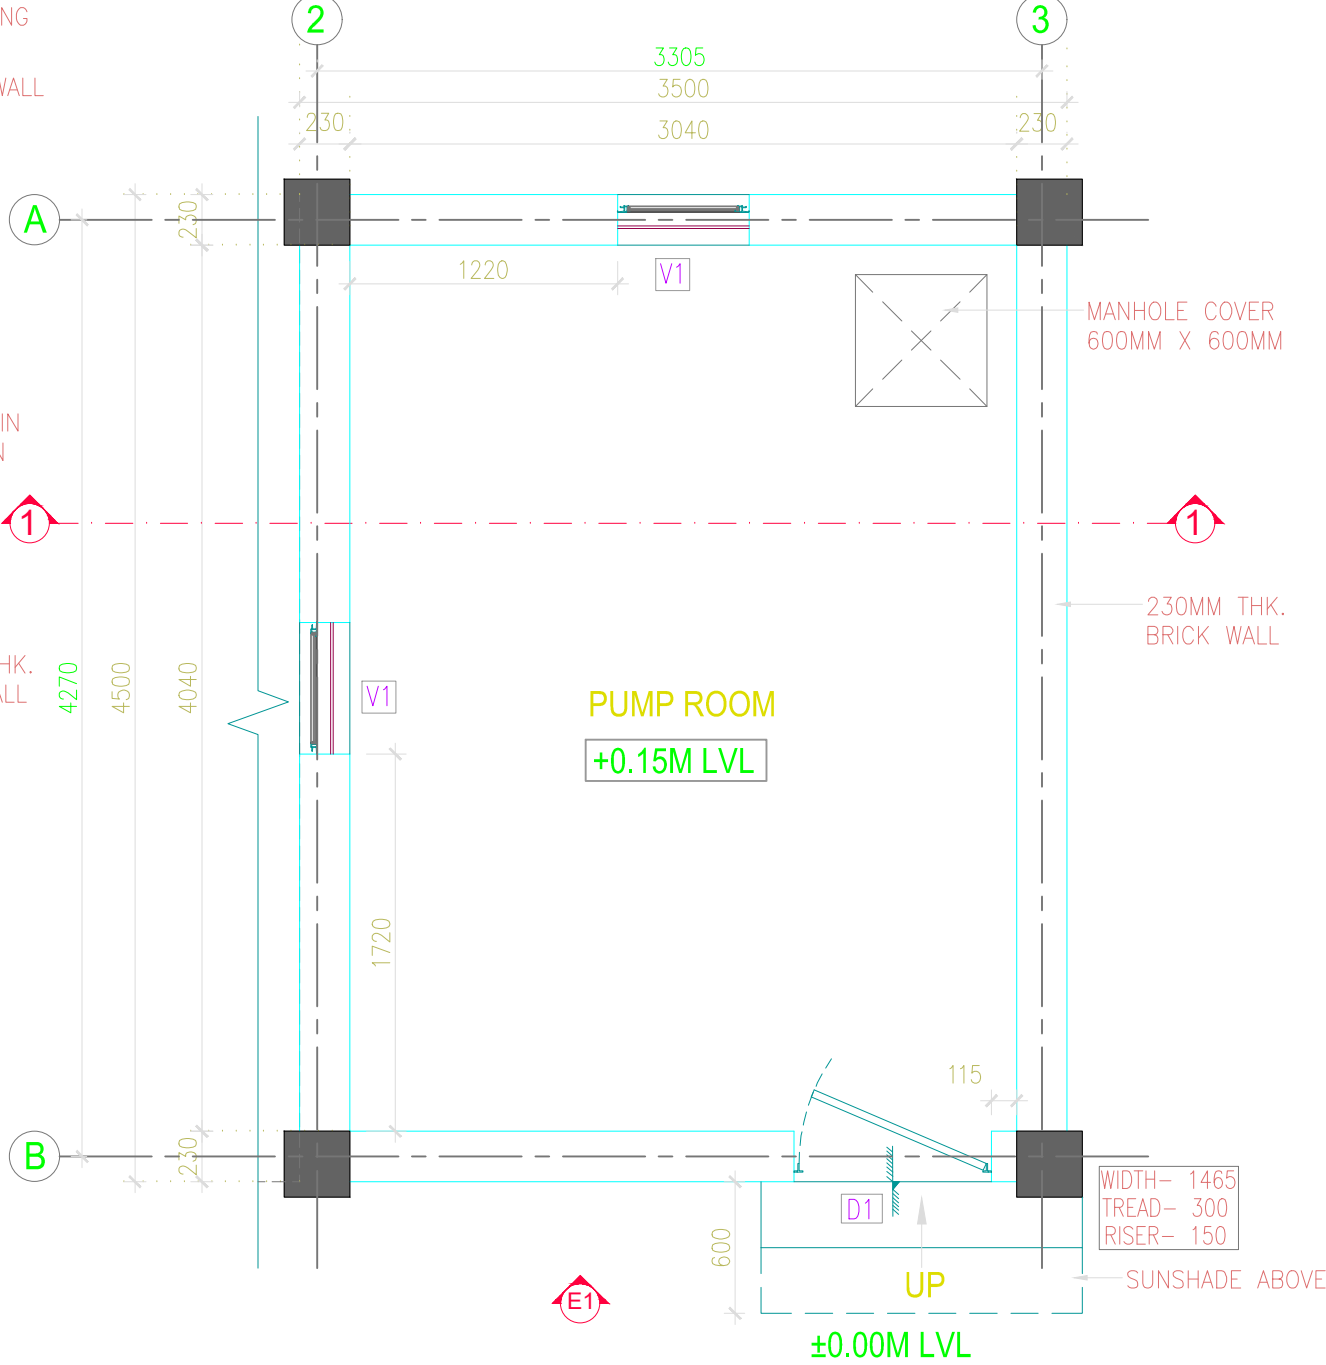 NG
2
3
3305
WALL
3500
230
3040
230
A
230
1220
V1
MANHOLE COVER
600MM X 600MM
IN
N
1
1
230MM THK.
BRICK WALL
HK.
ALL
4270
4500
4040
V1
PUMP ROOM
+0.15M LVL
1720
115
B
230
WIDTH- 1465
TREAD- 300
RISER- 150
D1
600
UP
SUNSHADE ABOVE
E1
±0.00M LVL